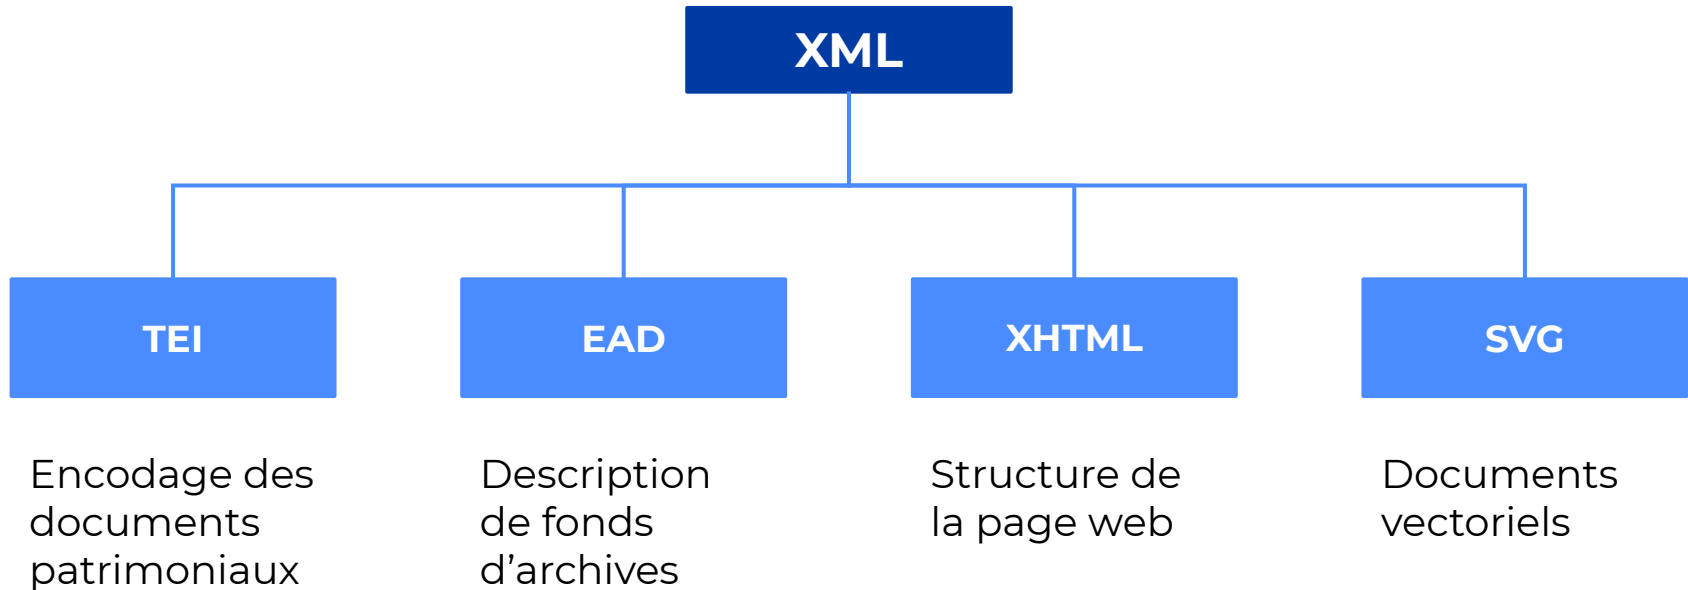 XML
TEI
EAD
XHTML
SVG
Encodage des
documents
patrimoniaux
Description
de fonds
d’archives
Structure de
la page web
Documents
vectoriels